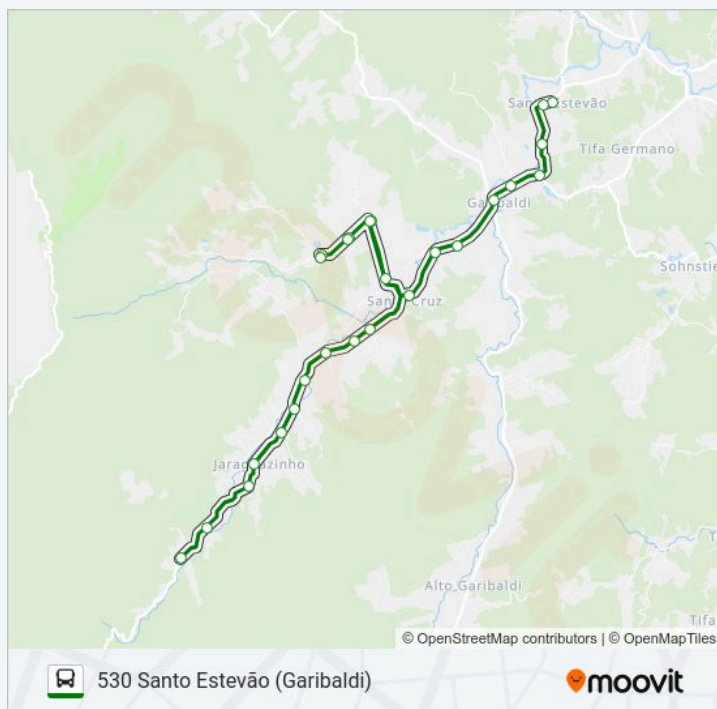 Santo Estevão
Tifa Germano
Garibaldi
Sohnstie
Santa Cruz
Jaraguazinho
Alto Garibaldi
T
Tifa
© OpenStreetMap contributors | © OpenMapTiles
530 Santo Estevão (Garibaldi)
moovit